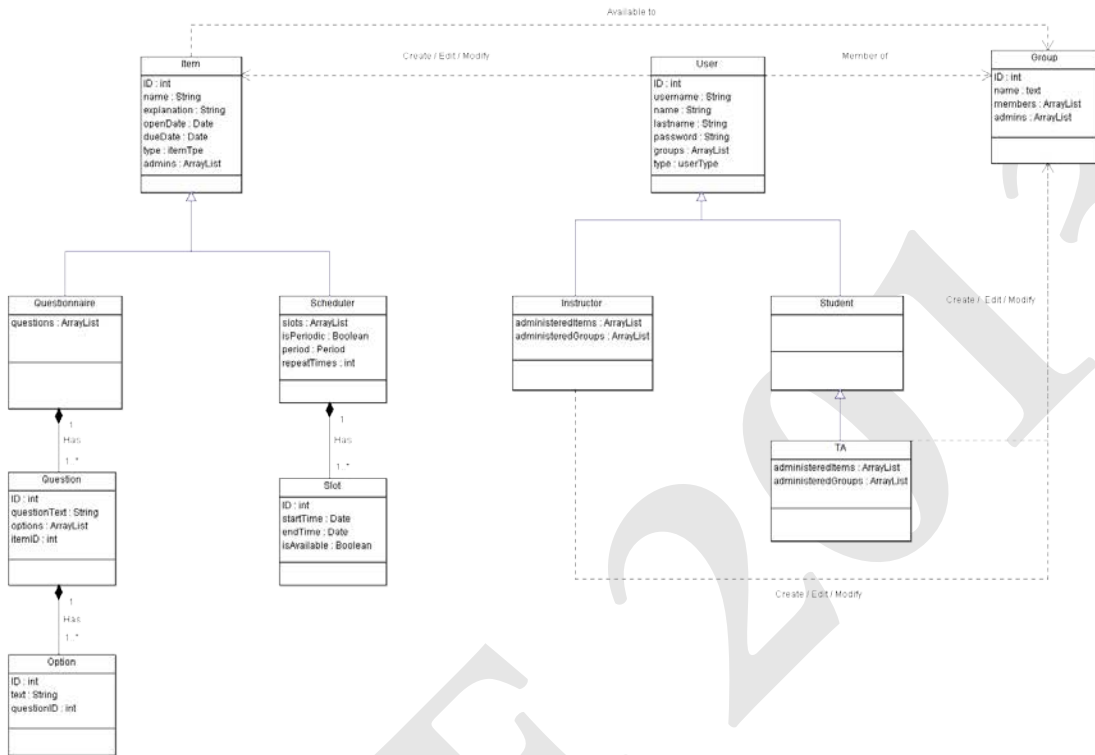 Available to
Create / Edit / Modify
Member of
Item
ID : int
name : String
explanation : String
openDate : Date
dueDate : Date
type : itemTpe
admins : ArrayList
User
ID : int
username : String
name : String
lastname : String
password : String
groups : ArrayList
type : userType
Group
ID : int
name : text
members : ArrayList
admins : ArrayList
Questionnaire
questions : ArrayList
Scheduler
slots : ArrayList
isPeriodic : Boolean
period : Period
repeatTimes : int
Instructor
administeredItems : ArrayList
administeredGroups : ArrayList
Student
Create / Edit / Modify
1
Has
1..*
1
Has
1..*
Question
ID : int
questionText : String
options : ArrayList
itemID : int
Slot
ID : int
startTime : Date
endTime : Date
isAvailable : Boolean
TA
administeredItems : ArrayList
administeredGroups : ArrayList
Create / Edit / Modify
1
Has
1..*
Option
ID : int
text : String
questionID : int